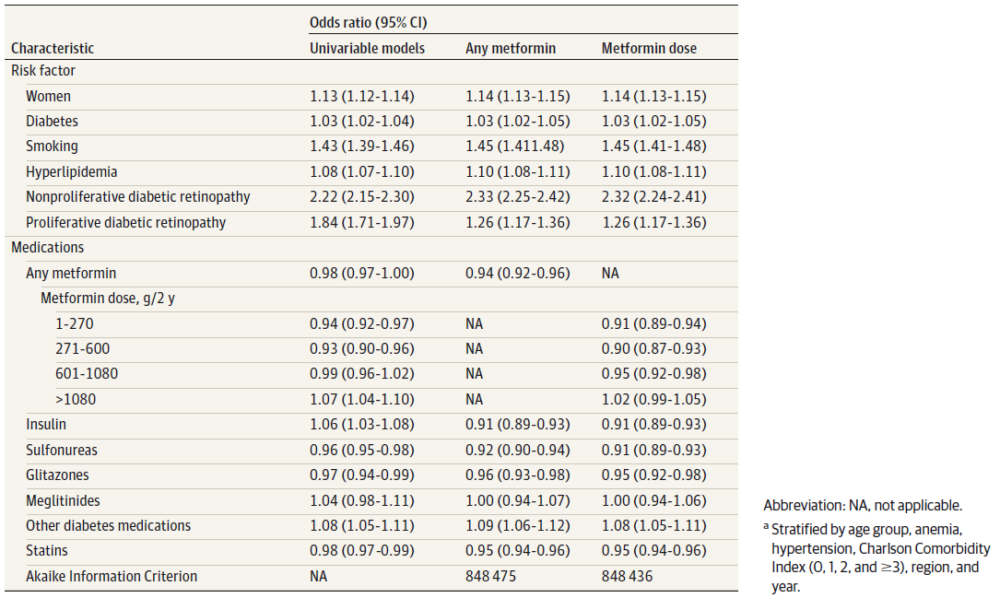 Odds ratio (95% CI)
Characteristic Univariable models Any metformin Metformin dose
Risk factor
Women 1.13 (1.12-1.14) 1.14 (1.13-1.15) 1.14 (1.13-1.15)
Diabetes 1.03 (1.02-1.04) 1.03 (1.02-1.05) 1.03 (1.02-1.05)
Smoking 1.43 (1.39-1.46) 1.45 (1.411.48) 1.45 (1.41-1.48)
Hyperlipidemia 1.08 (1.07-1.10) 1.10 (1.08-1.11) 1.10 (1.08-1.11)
Nonproliferative diabetic retinopathy 2.22 (2.15-2.30) 2.33 (2.25-2.42) 2.32 (2.24-2.41)
Proliferative diabetic retinopathy 1.84 (1.71-1.97) 1.26 (1.17-1.36) 1.26 (1.17-1.36)
Medications
Any metformin 0.98 (0.97-1.00) 0.94 (0.92-0.96) NA
Metformin dose, g/2 y
1-270 0.94 (0.92-0.97) NA 0.91 (0.89-0.94)
271-600 0.93 (0.90-0.96) NA 0.90 (0.87-0.93)
601-1080 0.99 (0.96-1.02) NA 0.95 (0.92-0.98)
>1080 1.07 (1.04-1.10) NA 1.02 (0.99-1.05)
Insulin 1.06 (1.03-1.08) 0.91 (0.89-0.93) 0.91 (0.89-0.93)
Sulfonureas 0.96 (0.95-0.98) 0.92 (0.90-0.94) 0.91 (0.89-0.93)
Glitazones 0.97 (0.94-0.99) 0.96 (0.93-0.98) 0.95 (0.92-0.98)
Meglitinides 1.04 (0.98-1.11) 1.00 (0.94-1.07) 1.00 (0.94-1.06)
Other diabetes medications 1.08 (1.05-1.11) 1.09 (1.06-1.12) 1.08 (1.05-1.11)
Statins 0.98 (0.97-0.99) 0.95 (0.94-0.96) 0.95 (0.94-0.96)
Akaike Information Criterion NA 848 475 848 436
Abbreviation: NA, not applicable.
a Stratified by age group, anemia,
hypertension, Charlson Comorbidity
Index (0, 1, 2, and ≥3), region, and
year.